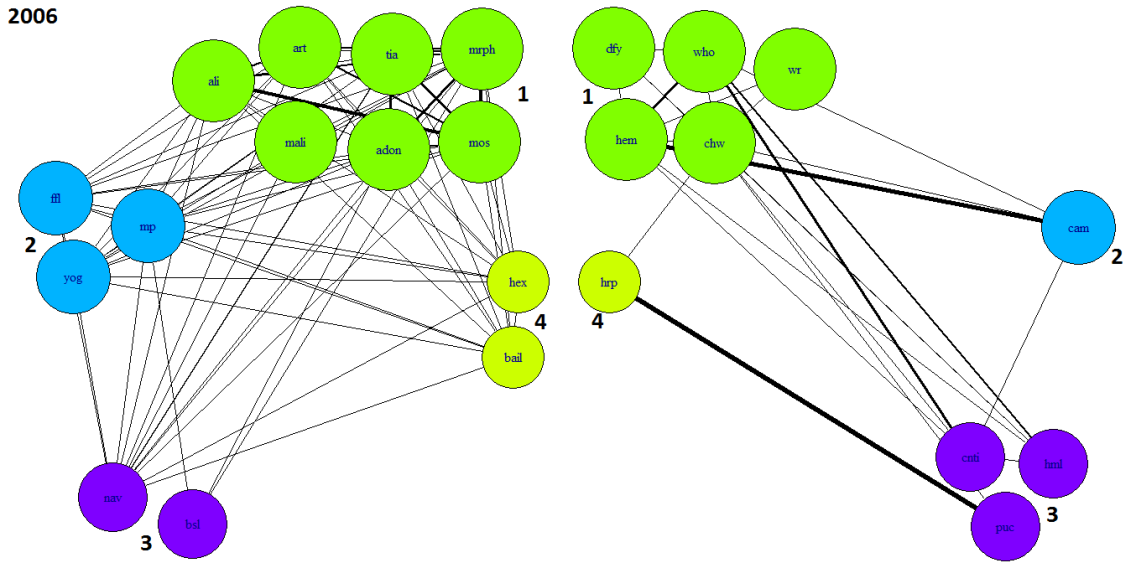 2006
art
tia
mrph
ali
1
mali
adon
mos
ffl
2
mp
yog
hex
4
bail
nav
3
bsl
dfy
who
wr
1
hem
chw
cam
2
hrp
4
cnti
hml
3
puc